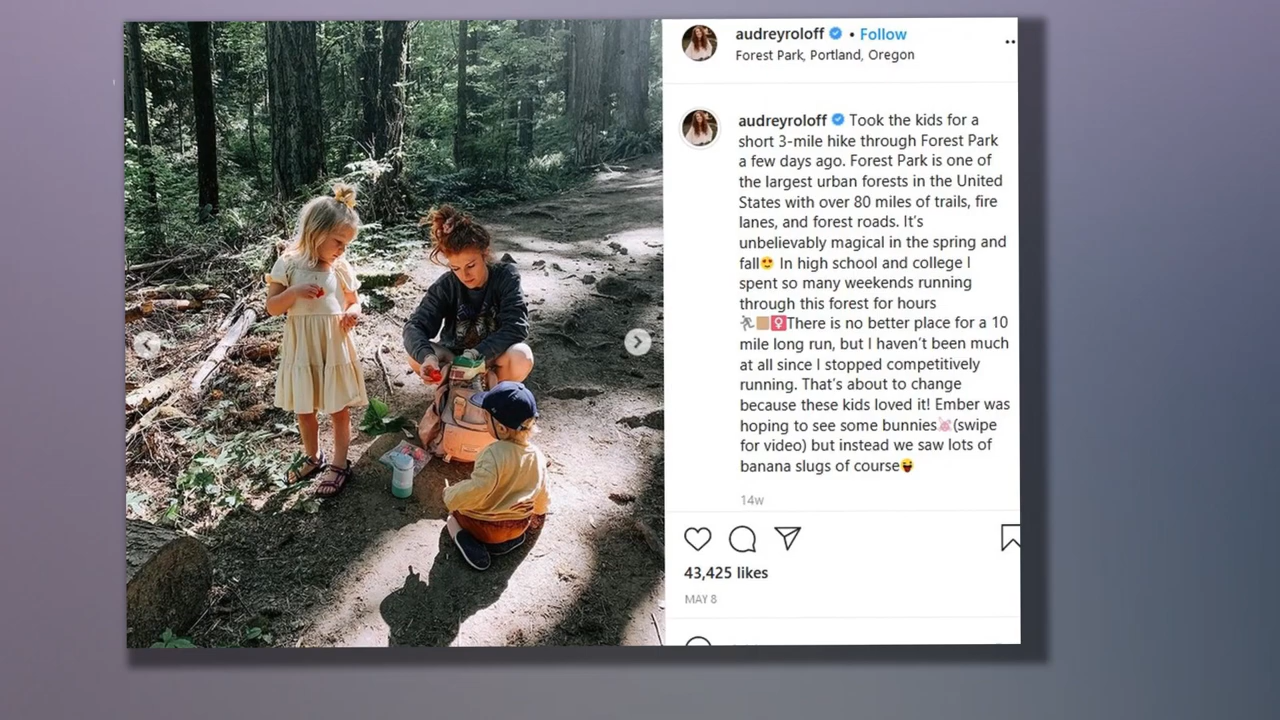 audreyroloff • Follow
Forest Park, Portland, Oregon
audreyroloff Took the kids for a
short 3-mile hike through Forest Park
a few days ago. Forest Park is one of
the largest urban forests in the United
States with over 80 miles of trails, fire
lanes, and forest roads. It's
unbelievably magical in the spring and
fall😍 In high school and college I
spent so many weekends running
through this forest for hours
🏃🏽♀There is no better place for a 10
mile long run, but I haven't been much
at all since I stopped competitively
running. That's about to change
because these kids loved it! Ember was
hoping to see some bunnies🐰(swipe
for video) but instead we saw lots of
banana slugs of course😜
14w
43,425 likes
MAY 8